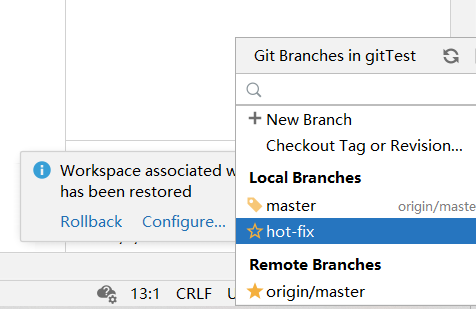 Git Branches in gitTest
New Branch
Checkout Tag or Revision...
Local Branches
master origin/master
hot-fix
Remote Branches
origin/master
Workspace associated
has been restored
Rollback Configure...
13:1 CRLF